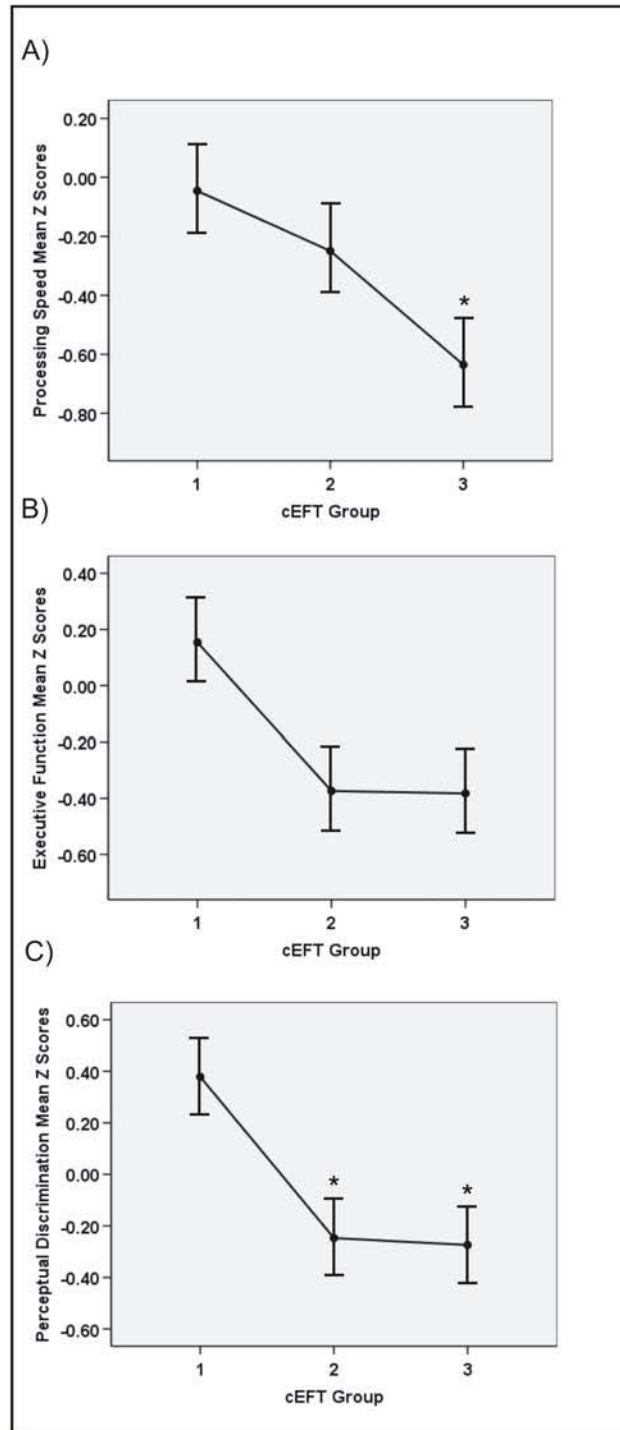 A)
Processing Speed Mean Z Scores
0.20
0.00
-0.20
-0.40
-0.60
-0.80
*
1 2 3
cEFT Group
B)
Executive Function Mean Z Scores
0.40
0.20
0.00
-0.20
-0.40
-0.60
1 2 3
cEFT Group
C)
Perceptual Discrimination Mean Z Scores
0.60
0.40
0.20
0.00
-0.20
-0.40
-0.60
* *
1 2 3
cEFT Group